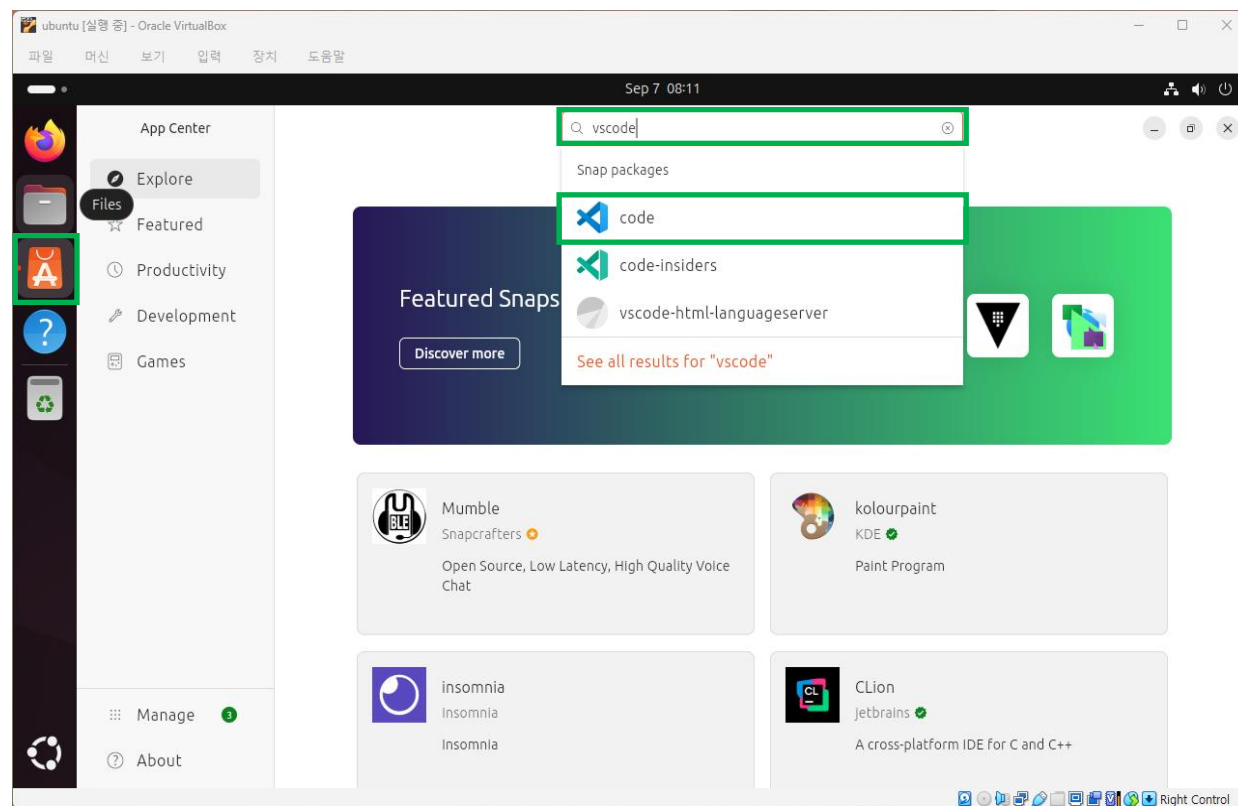 ubuntu [실행 중] - Oracle VirtualBox
파일 머신 보기 입력 장치 도움말
Sep 7 08:11
App Center
vscode
Explore
Files
Featured
Productivity
Development
Games
Snap packages
code
code-insiders
vscode-html-languageserver
See all results for "vscode"
Featured Snaps
Discover more
Mumble
Snapcrafters
Open Source, Low Latency, High Quality Voice
Chat
kolourpaint
KDE
Paint Program
insomnia
Insomnia
Insomnia
CL
CLion
jetbrains
A cross-platform IDE for C and C++
Manage 3
About
Right Control